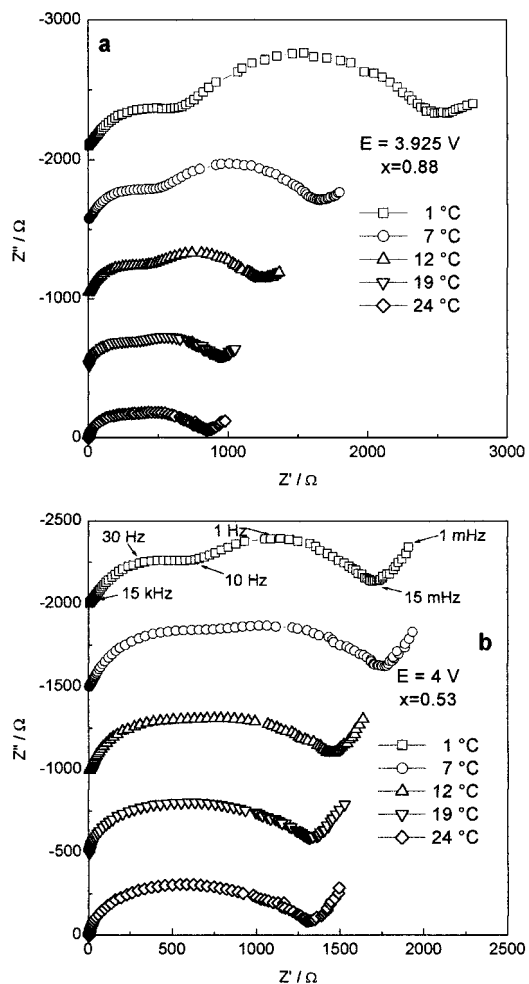 a
-3000
-2000
-1000
0
Z'' / Ω
E = 3.925 V
x=0.88
1 °C
7 °C
12 °C
19 °C
24 °C
0
1000
2000
3000
Z' / Ω
b
-2500
-2000
-1500
-1000
-500
0
Z'' / Ω
30 Hz
1 Hz
1 mHz
15 kHz
10 Hz
15 mHz
E = 4 V
x=0.53
1 °C
7 °C
12 °C
19 °C
24 °C
0
500
1000
1500
2000
2500
Z' / Ω